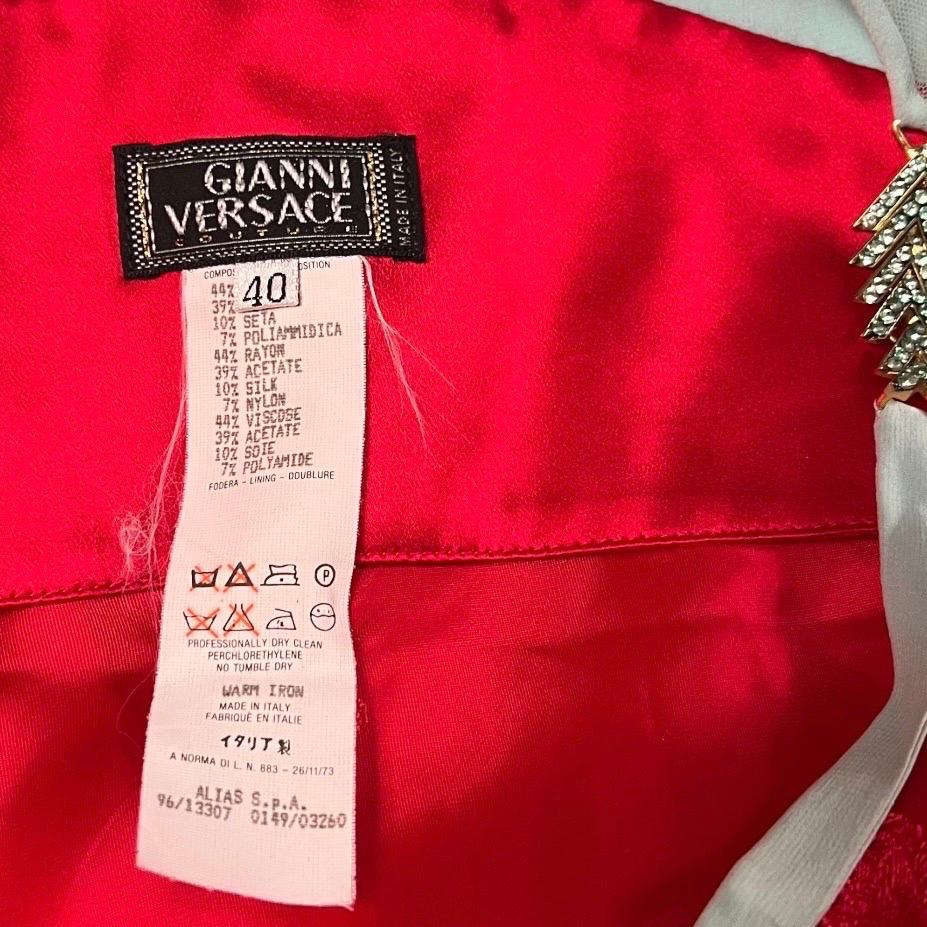 GIANNI
VERSACE
COUTURE
MADE IN ITALY
40
44%
39%
10% SETA
7% POLIAMMIDICA
44% RAYON
39% ACETATE
10% SILK
7% NYLON
44% VISCOSE
39% ACETATE
10% SOIE
7% POLYAMIDE
FODERA - LINING - DOUBLURE
P
PROFESSIONALLY DRY CLEAN
PERCHLORETHYLENE
NO TUMBLE DRY
WARM IRON
MADE IN ITALY
FABRIQUÉ EN ITALIE
イタリア製
A NORMA DI L. N. 883 - 26/11/73
ALIAS S.p.A.
96/13307 0149/03260